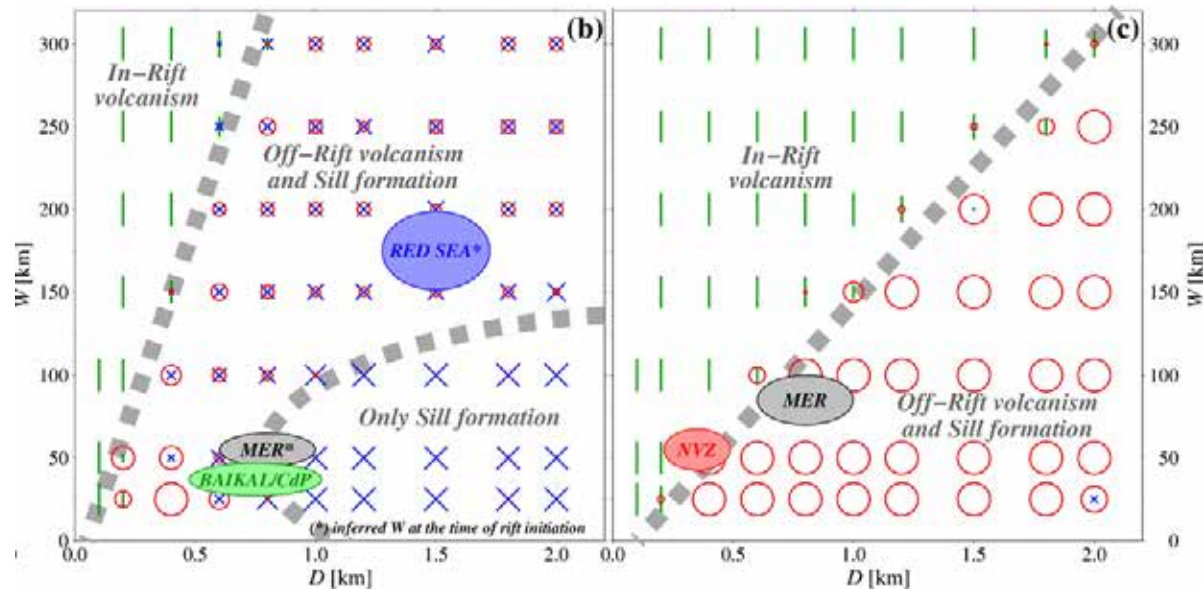 (b)
300
250
200
150
100
50
0
W [km]
0.0 0.5 1.0 1.5 2.0
D [km]
In-Rift
volcanism
Off-Rift volcanism
and Sill formation
RED SEA*
Only Sill formation
MER*
BAIKAL/CdP
(*) inferred W at the time of rift initiation
(c)
In-Rift
volcanism
MER
Off-Rift volcanism
and Sill formation
NVZ
300
250
200
150
100
50
0
W [km]
0.0 0.5 1.0 1.5 2.0
D [km]